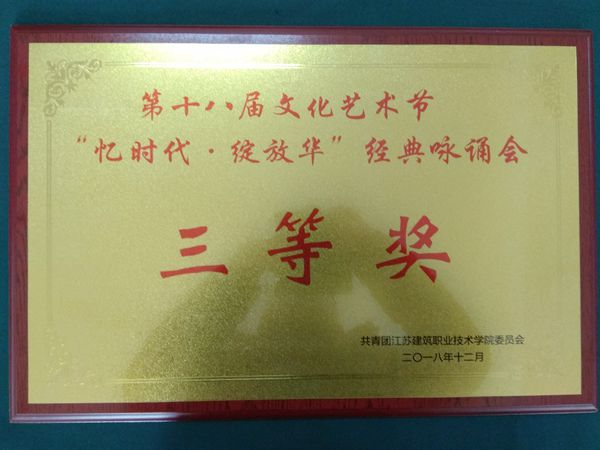 第十八届文化艺术节
“忆时代·绽放华”经典咏诵会
三等奖
共青团江苏建筑职业技术学院委员会
二〇一八年十二月